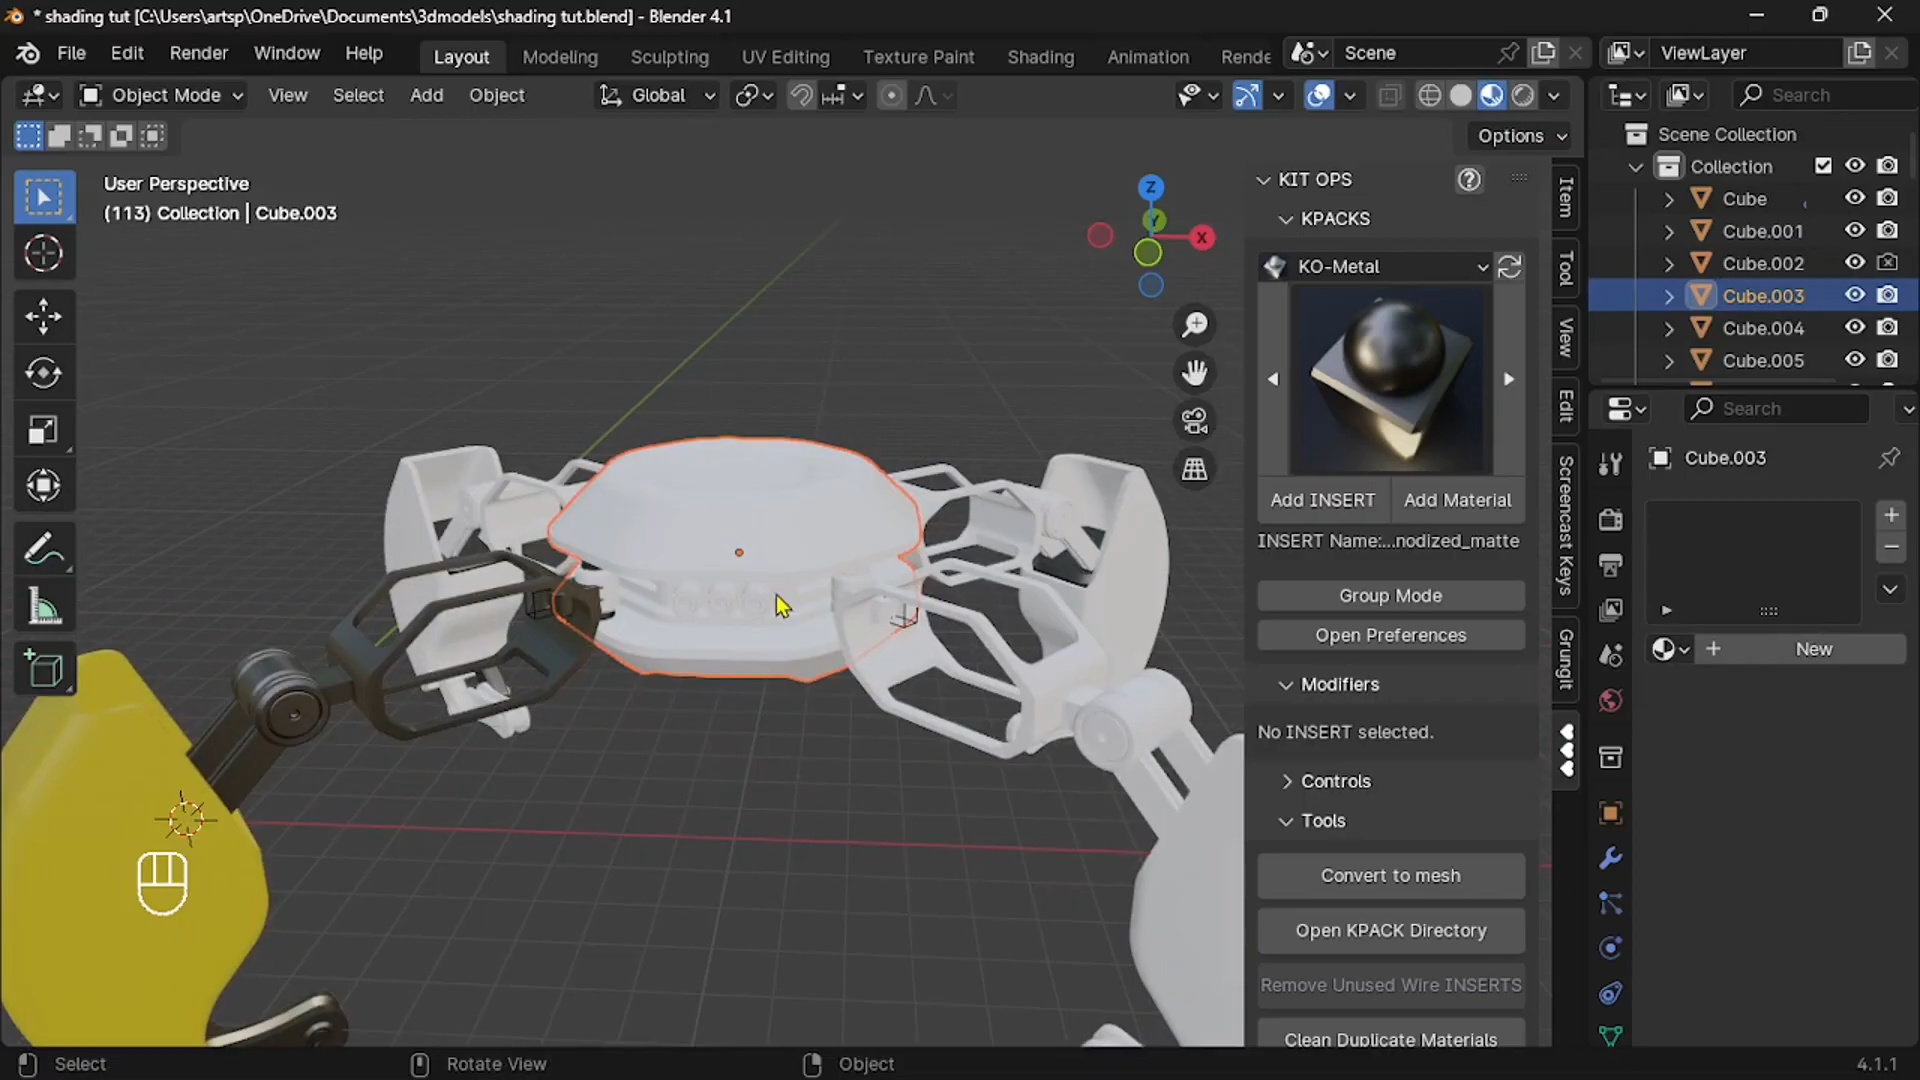 * shading tut [C:\Users\artsp\OneDrive\Documents\3dmodels\shading tut.blend] - Blender 4.1
File Edit Render Window Help Layout Modeling Sculpting UV Editing Texture Paint Shading Animation Rende Scene ViewLayer
Object Mode View Select Add Object Global Search
Options
User Perspective
(113) Collection | Cube.003
Z
Y
X
KIT OPS
KPACKS
KO-Metal
Add INSERT Add Material
INSERT Name:...nodized_matte
Group Mode
Open Preferences
Modifiers
No INSERT selected.
Controls
Tools
Convert to mesh
Open KPACK Directory
Remove Unused Wire INSERTS
Clean Duplicate Materials
Item
Tool
View
Edit
Screencast Keys
Grungit
Scene Collection
Collection
Cube
Cube.001
Cube.002
Cube.003
Cube.004
Cube.005
Search
Cube.003
New
Select Rotate View Object 4.1.1